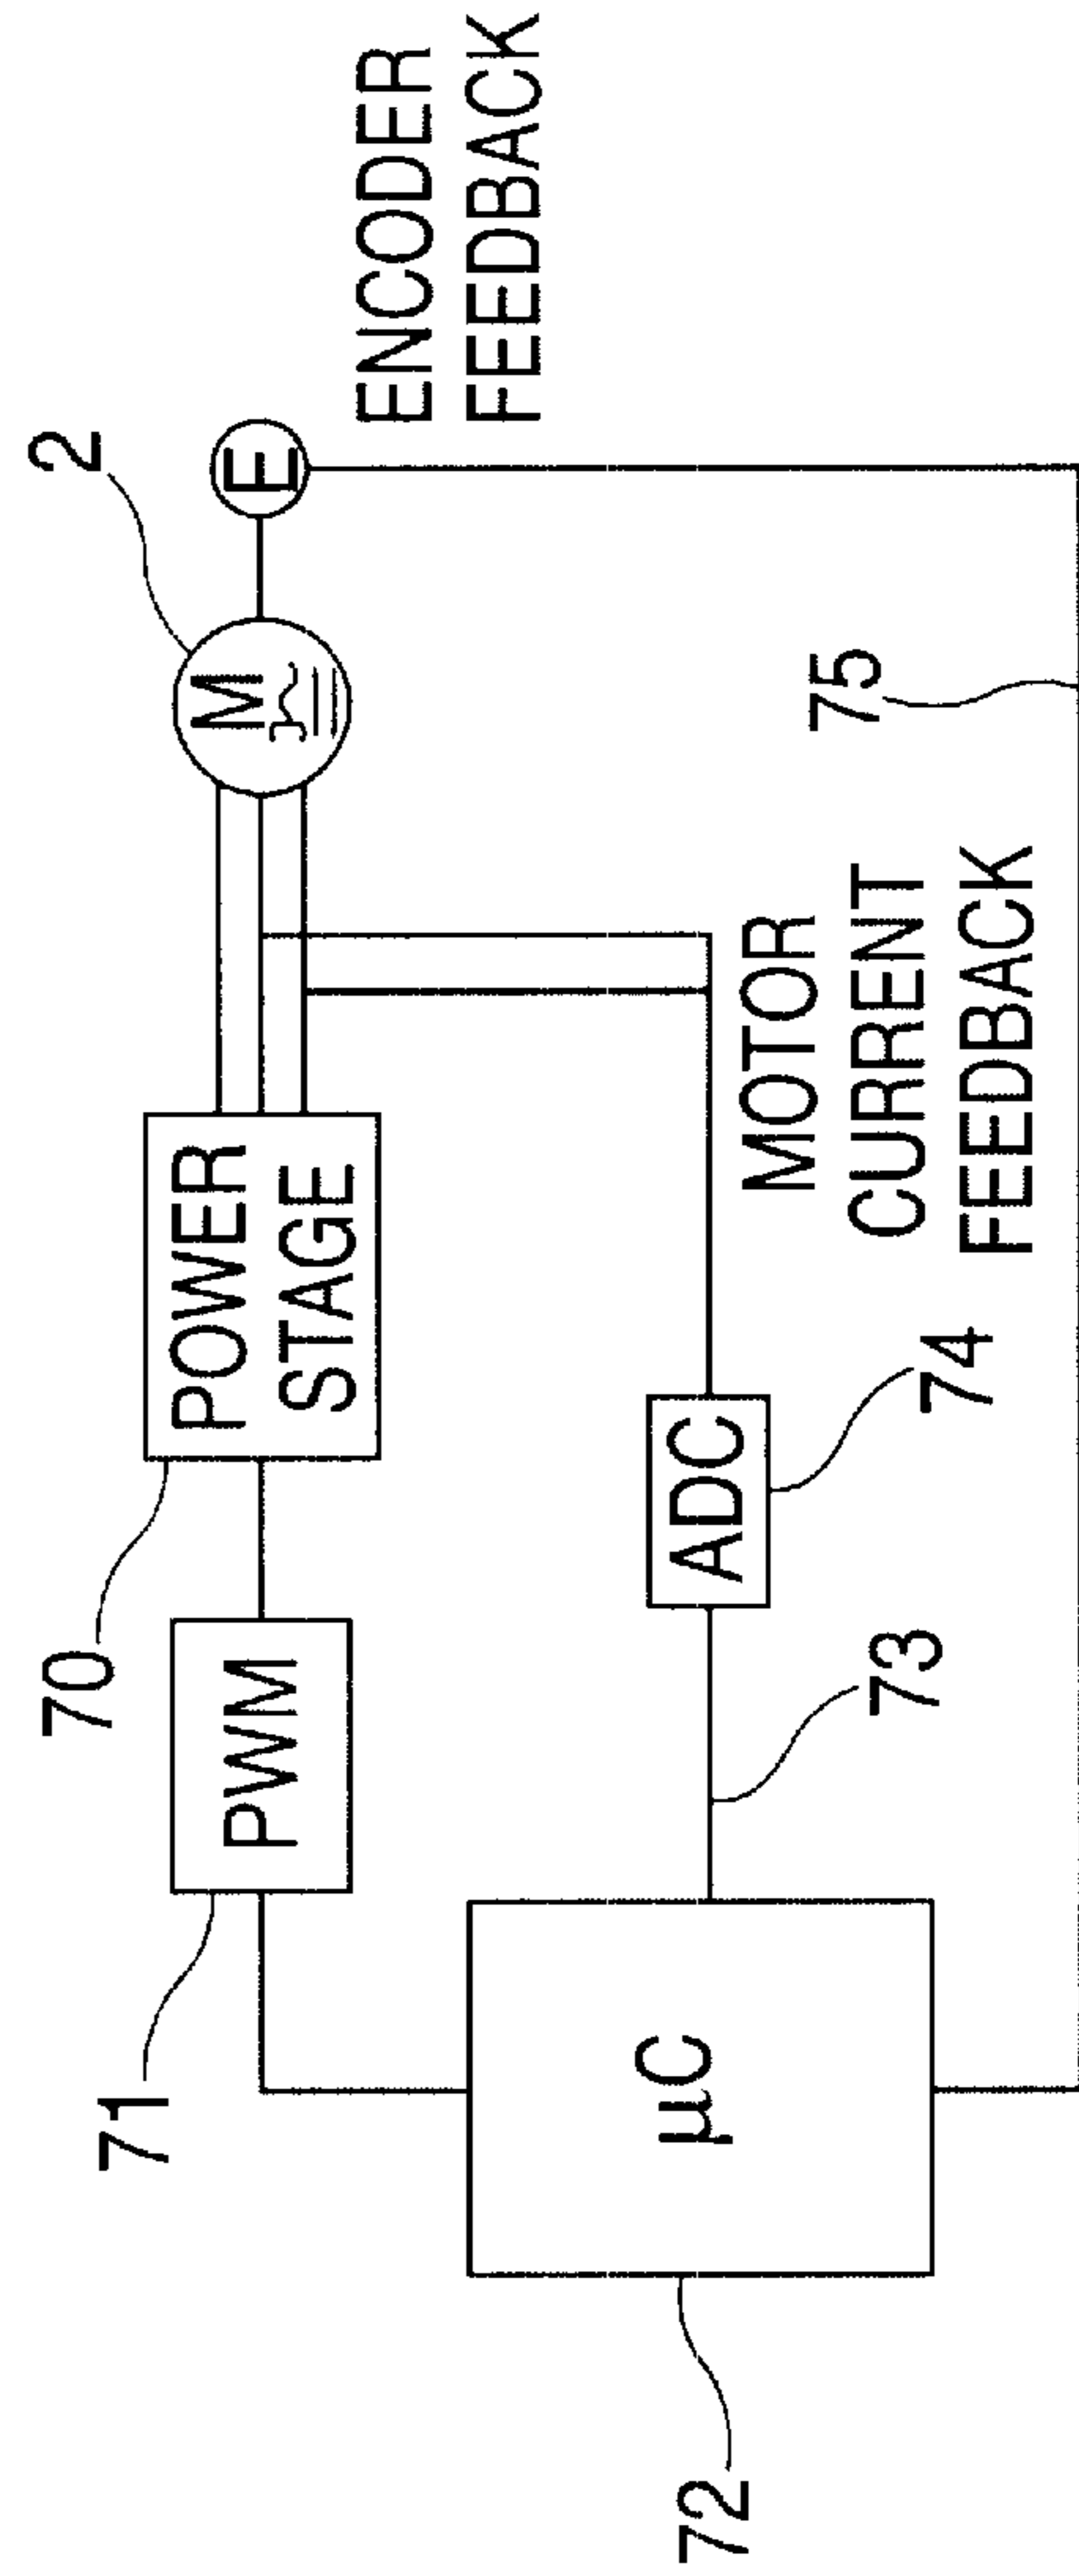 2
M
E
ENCODER
FEEDBACK
70
POWER
STAGE
71
PWM
75
MOTOR
CURRENT
FEEDBACK
ADC
74
73
µC
72